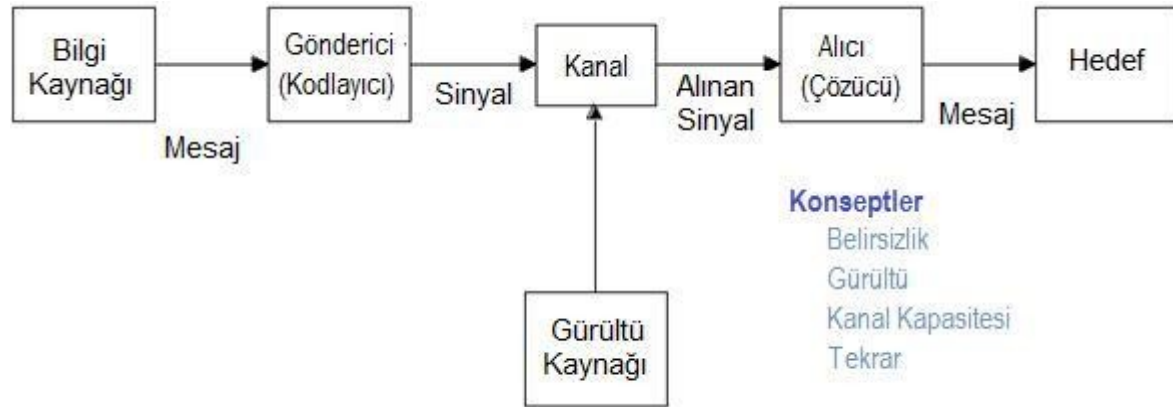 Bilgi
Kaynağı
Mesaj
Gönderici
(Kodlayıcı)
Sinyal
Kanal
Alınan
Sinyal
Alıcı
(Çözücü)
Mesaj
Hedef
Gürültü
Kaynağı
Konseptler
Belirsizlik
Gürültü
Kanal Kapasitesi
Tekrar